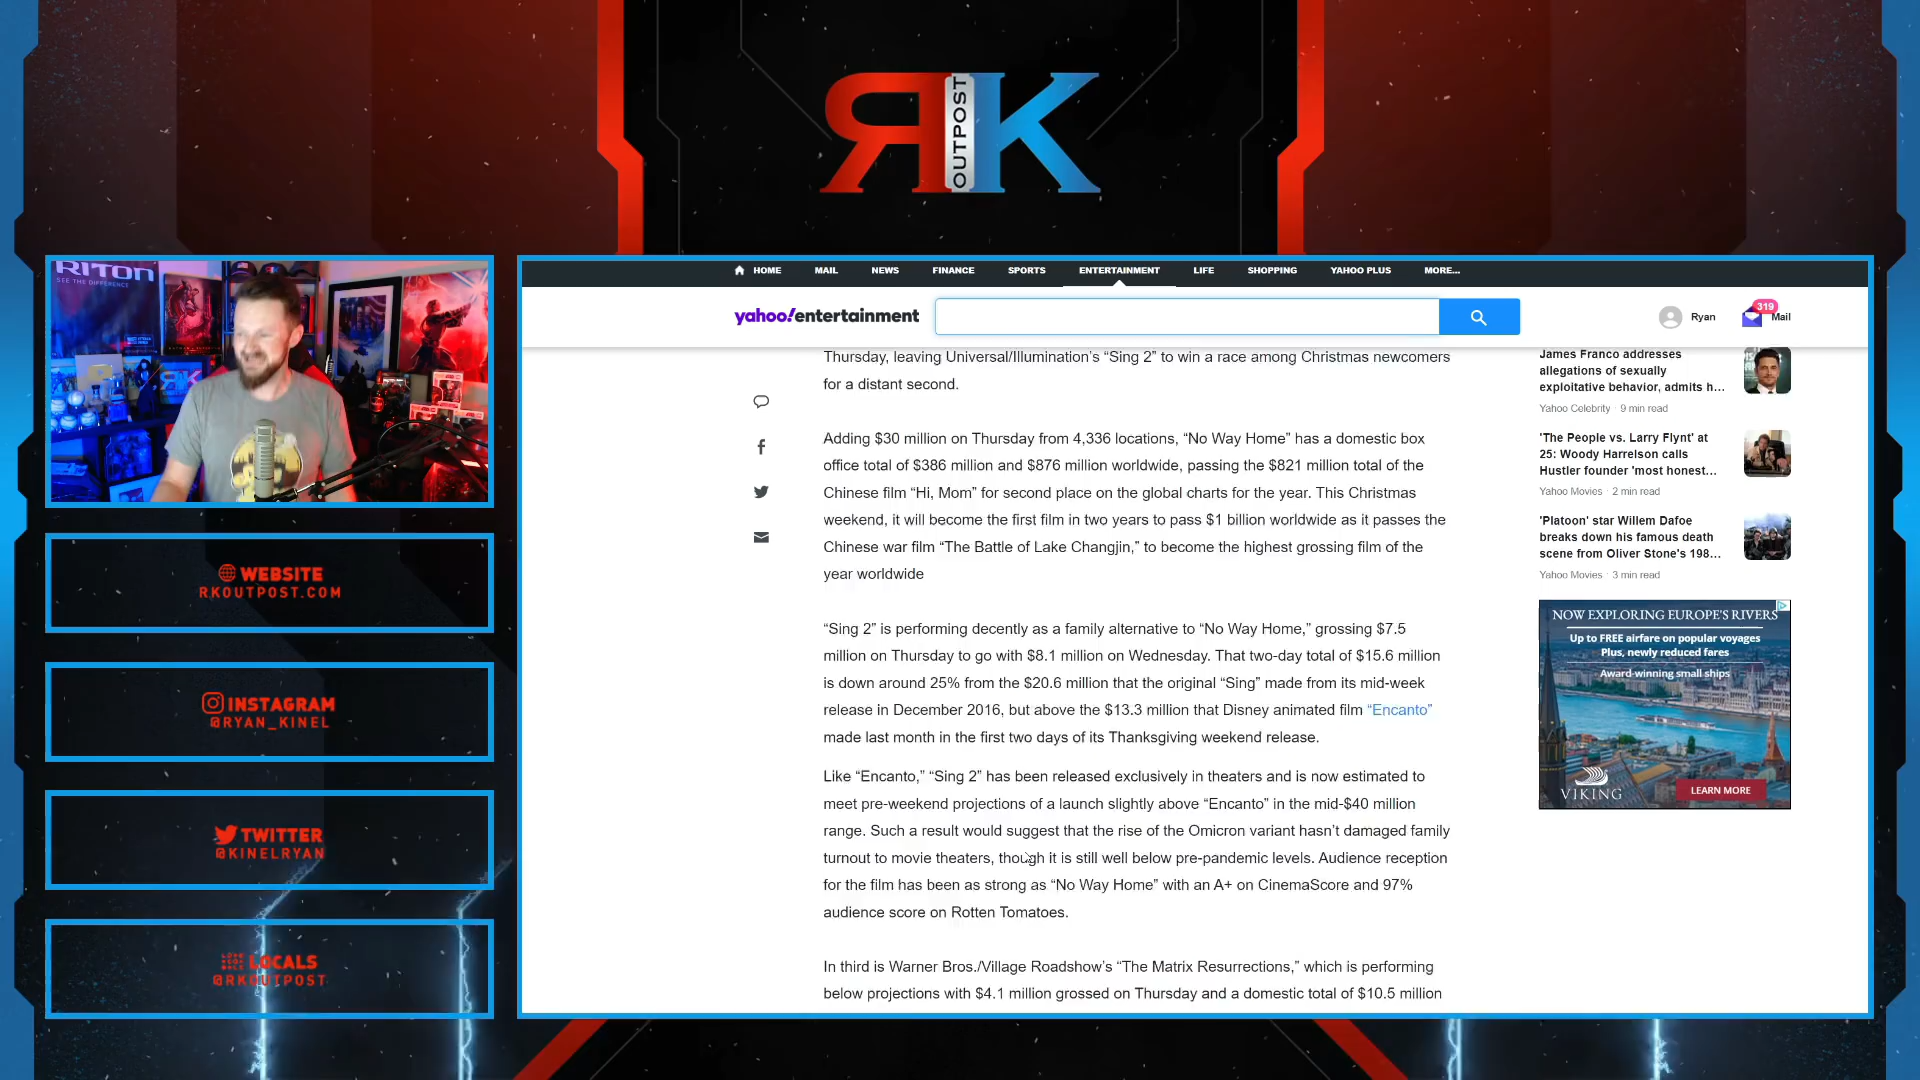 RK
OUTPOST
RITON
SEE THE DIFFERENCE
RK
WEBSITE
RKOUTPOST.COM
INSTAGRAM
@RYAN_KINEL
TWITTER
@KINELRYAN
LOCALS
@RKOUTPOST
HOME MAIL NEWS FINANCE SPORTS ENTERTAINMENT LIFE SHOPPING YAHOO PLUS MORE...
yahoo!entertainment
Ryan
319
Mail
Thursday, leaving Universal/Illumination’s “Sing 2” to win a race among Christmas newcomers
for a distant second.
Adding $30 million on Thursday from 4,336 locations, “No Way Home” has a domestic box
office total of $386 million and $876 million worldwide, passing the $821 million total of the
Chinese film “Hi, Mom” for second place on the global charts for the year. This Christmas
weekend, it will become the first film in two years to pass $1 billion worldwide as it passes the
Chinese war film “The Battle of Lake Changjin,” to become the highest grossing film of the
year worldwide
“Sing 2” is performing decently as a family alternative to “No Way Home,” grossing $7.5
million on Thursday to go with $8.1 million on Wednesday. That two-day total of $15.6 million
is down around 25% from the $20.6 million that the original “Sing” made from its mid-week
release in December 2016, but above the $13.3 million that Disney animated film “Encanto”
made last month in the first two days of its Thanksgiving weekend release.
Like “Encanto,” “Sing 2” has been released exclusively in theaters and is now estimated to
meet pre-weekend projections of a launch slightly above “Encanto” in the mid-$40 million
range. Such a result would suggest that the rise of the Omicron variant hasn’t damaged family
turnout to movie theaters, though it is still well below pre-pandemic levels. Audience reception
for the film has been as strong as “No Way Home” with an A+ on CinemaScore and 97%
audience score on Rotten Tomatoes.
In third is Warner Bros./Village Roadshow’s “The Matrix Resurrections,” which is performing
below projections with $4.1 million grossed on Thursday and a domestic total of $10.5 million
James Franco addresses
allegations of sexually
exploitative behavior, admits h...
Yahoo Celebrity · 9 min read
'The People vs. Larry Flynt' at
25: Woody Harrelson calls
Hustler founder 'most honest...
Yahoo Movies · 2 min read
'Platoon' star Willem Dafoe
breaks down his famous death
scene from Oliver Stone's 198...
Yahoo Movies · 3 min read
NOW EXPLORING EUROPE'S RIVERS
Up to FREE airfare on popular voyages
Plus, newly reduced fares
Award-winning small ships
VIKING
LEARN MORE